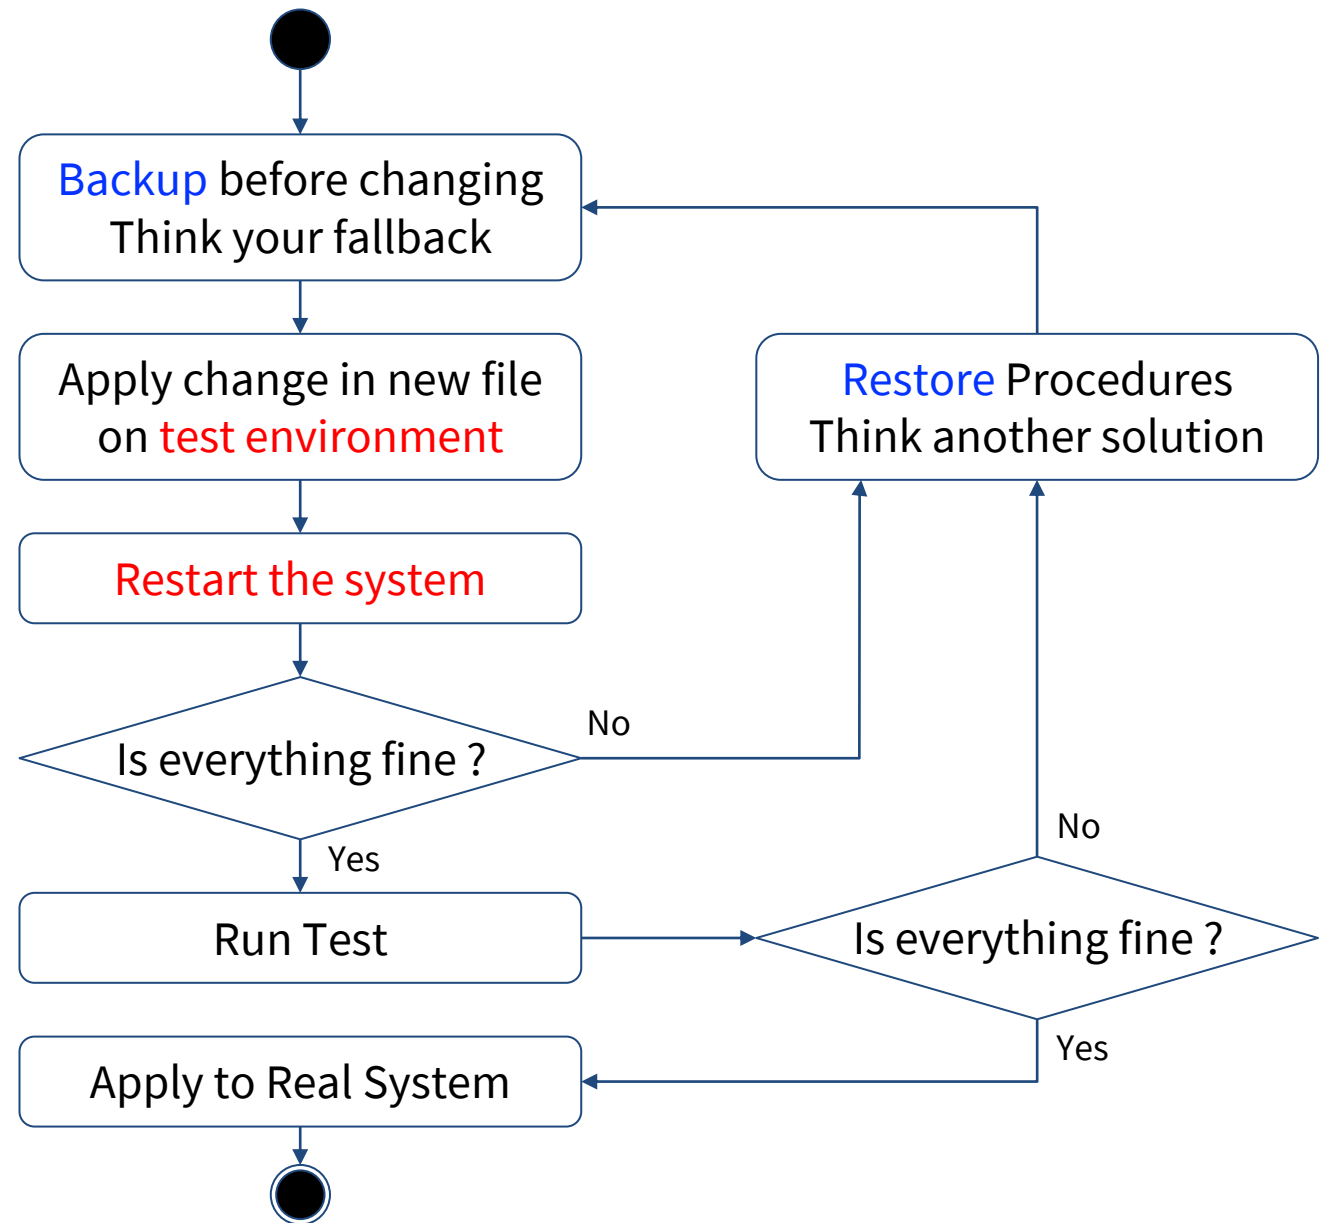 Backup before changing
Think your fallback
Apply change in new file
on test environment
Restore Procedures
Think another solution
Restart the system
Is everything fine ?
No
Yes
Run Test
No
Is everything fine ?
Yes
Apply to Real System